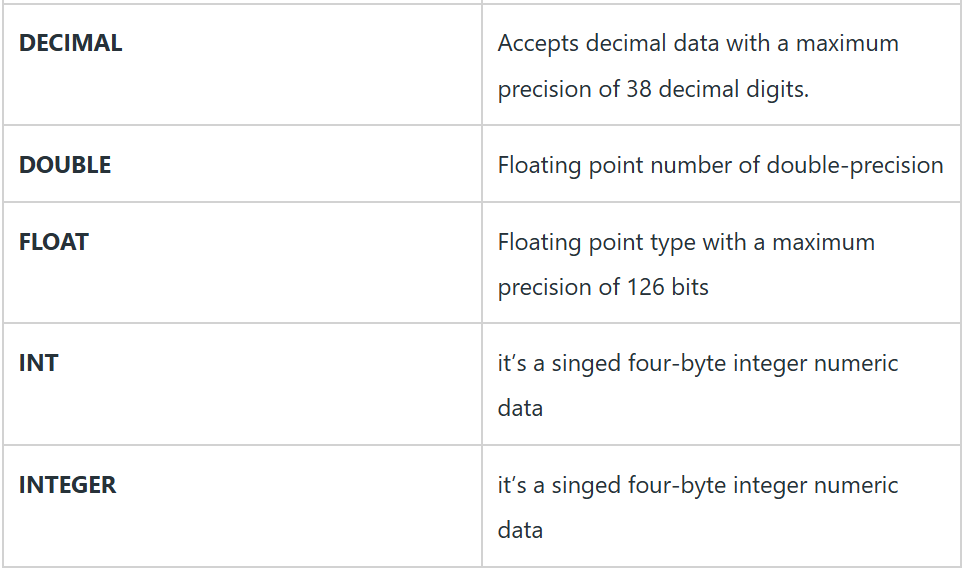 DECIMAL
Accepts decimal data with a maximum
precision of 38 decimal digits.
DOUBLE
Floating point number of double-precision
FLOAT
Floating point type with a maximum
precision of 126 bits
INT
it’s a singed four-byte integer numeric
data
INTEGER
it’s a singed four-byte integer numeric
data